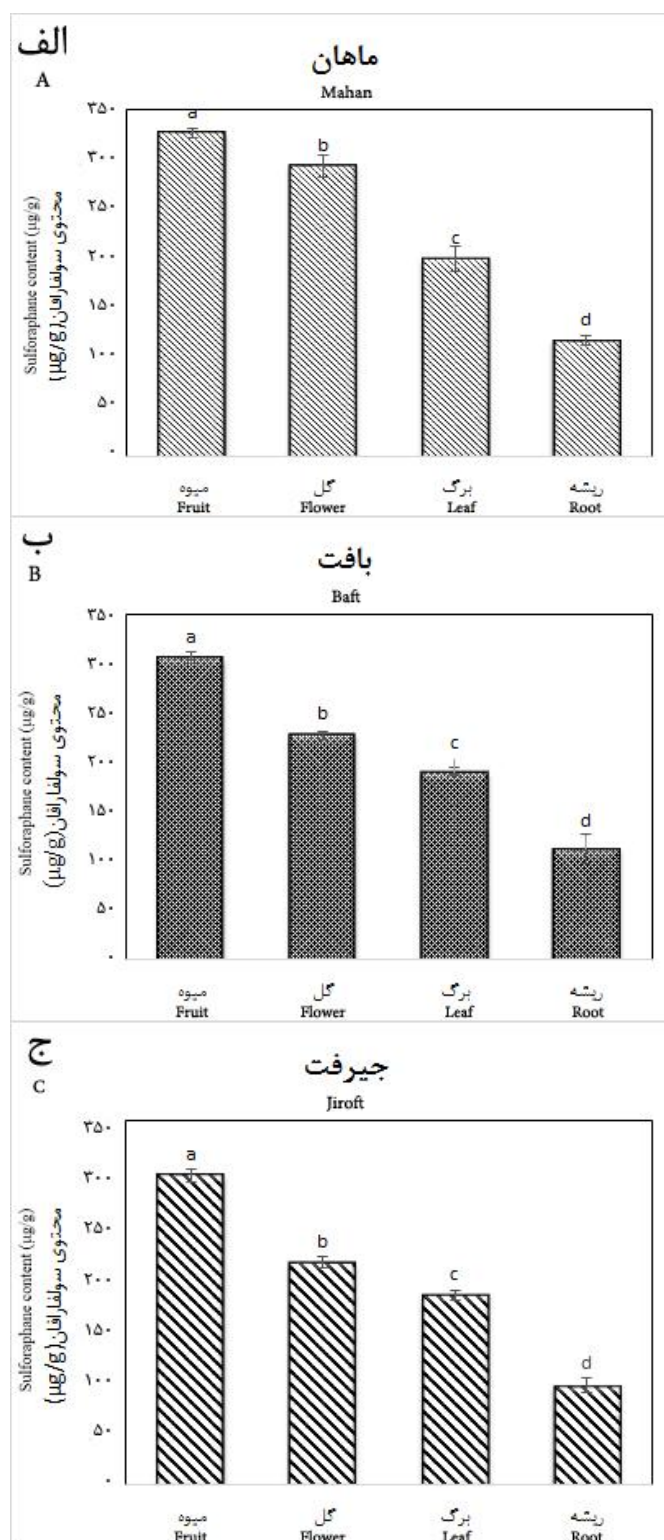 الف
A
ماهان
Mahan
Sulforaphane content (µg/g)
محتوی سولفارافان(µg/g)
۳۵۰
۳۰۰
۲۵۰
۲۰۰
۱۵۰
۱۰۰
۵۰
۰
a
b
c
d
میوه
گل
برگ
ریشه
Fruit
Flower
Leaf
Root
ب
B
بافت
Baft
Sulforaphane content (µg/g)
محتوی سولفارافان(µg/g)
۳۵۰
۳۰۰
۲۵۰
۲۰۰
۱۵۰
۱۰۰
۵۰
۰
a
b
c
d
میوه
گل
برگ
ریشه
Fruit
Flower
Leaf
Root
ج
C
جیرفت
Jiroft
Sulforaphane content (µg/g)
محتوی سولفارافان(µg/g)
۳۵۰
۳۰۰
۲۵۰
۲۰۰
۱۵۰
۱۰۰
۵۰
۰
a
b
c
d
میوه
گل
برگ
ریشه
Fruit
Flower
Leaf
Root